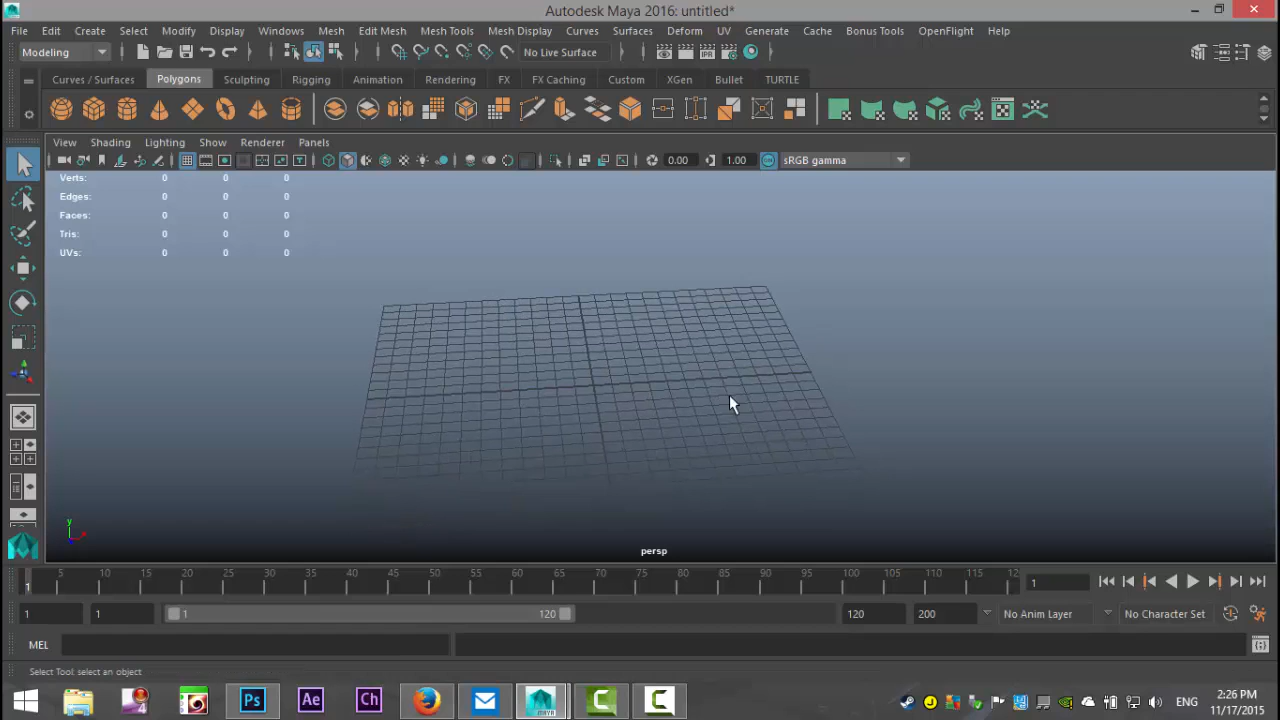 Autodesk Maya 2016: untitled*
File Edit Create Select Modify Display Windows Mesh Edit Mesh Mesh Tools Mesh Display Curves Surfaces Deform UV Generate Cache Bonus Tools OpenFlight Help
Modeling No Live Surface
Curves / Surfaces Polygons Sculpting Rigging Animation Rendering FX FX Caching Custom XGen Bullet TURTLE
View Shading Lighting Show Renderer Panels
0.00 1.00 sRGB gamma
Verts: 0 0 0
Edges: 0 0 0
Faces: 0 0 0
Tris: 0 0 0
UVs: 0 0 0
y
persp
5 10 15 20 25 30 35 40 45 50 55 60 65 70 75 80 85 90 95 100 105 110 115 12
1 1
1 1 1 120 120 200 No Anim Layer No Character Set
MEL
Select Tool: select an object
Ps Ae Ch MAYA C C ENG 2:26 PM
11/17/2015